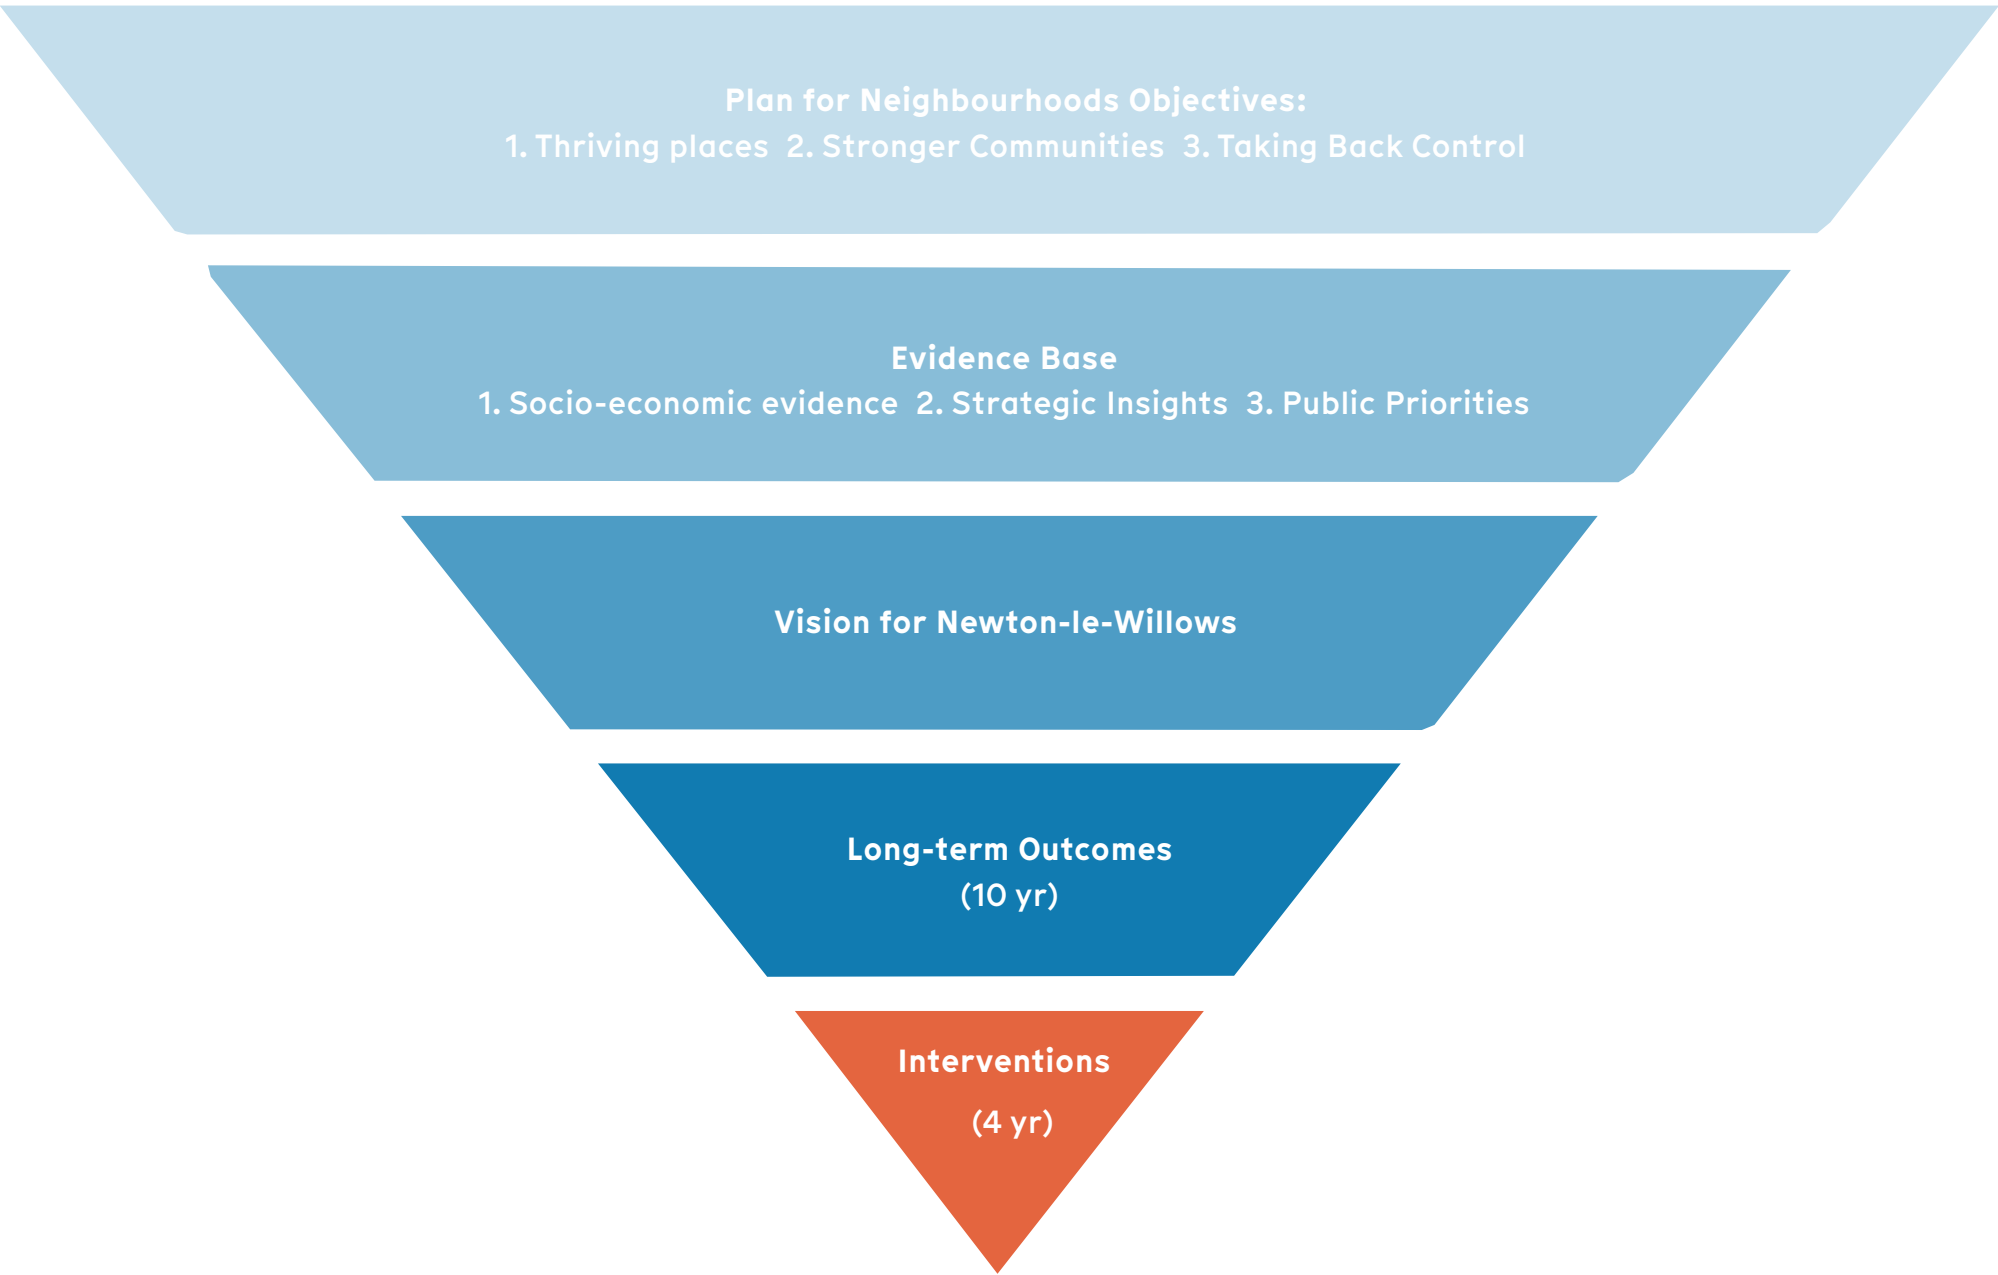 Plan for Neighbourhoods Objectives:
1. Thriving places 2. Stronger Communities 3. Taking Back Control
Evidence Base
1. Socio-economic evidence 2. Strategic Insights 3. Public Priorities
Vision for Newton-le-Willows
Long-term Outcomes
(10 yr)
Interventions
(4 yr)